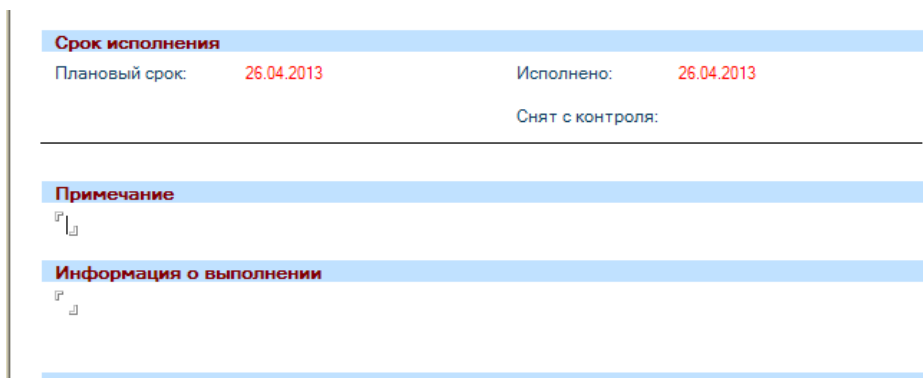 Срок исполнения
Плановый срок: 26.04.2013 Исполнено: 26.04.2013
Снят с контроля:
Примечание
Информация о выполнении